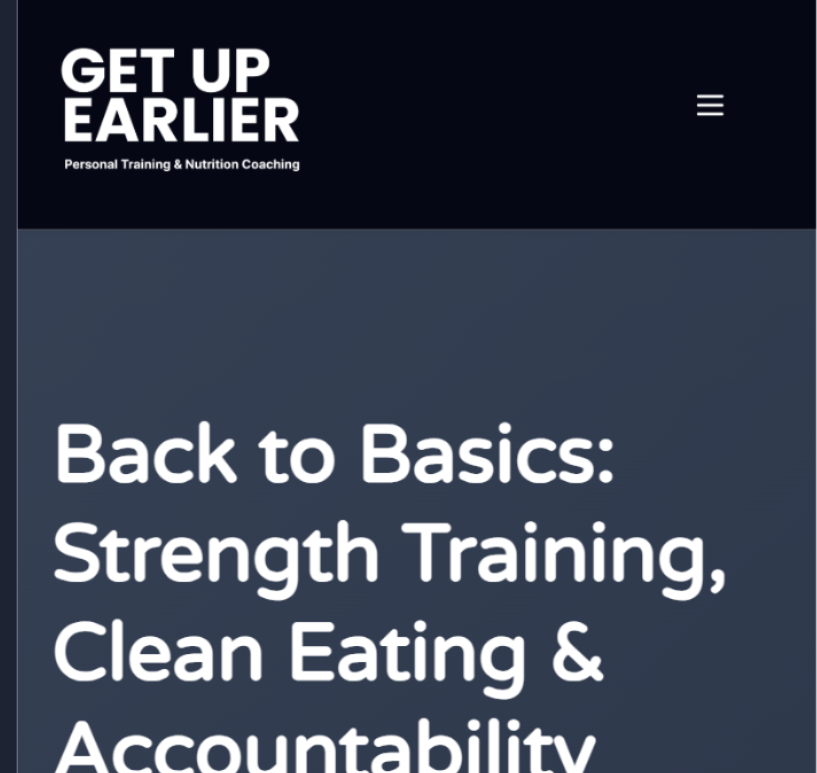 GET UP
EARLIER
Personal Training & Nutrition Coaching
Back to Basics:
Strength Training,
Clean Eating &
Accountability